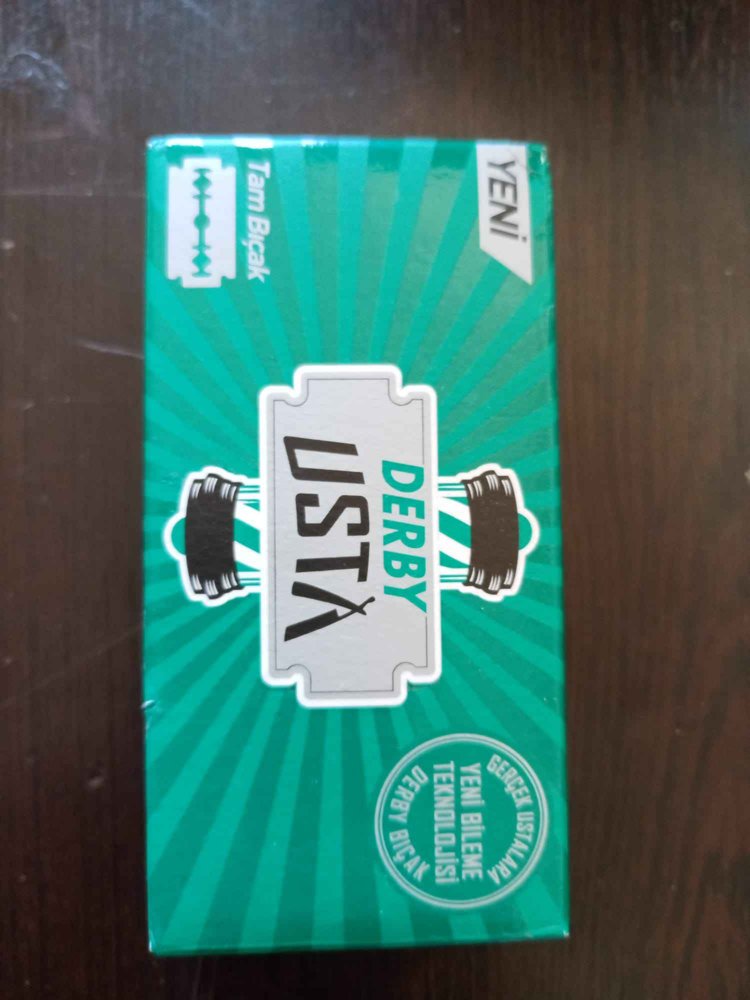 YENİ
DERBY
USTA
Tam Bıçak
GERÇEK USTALARA
YENİ BİLEME
TEKNOLOJİSİ
DERBY BIÇAK